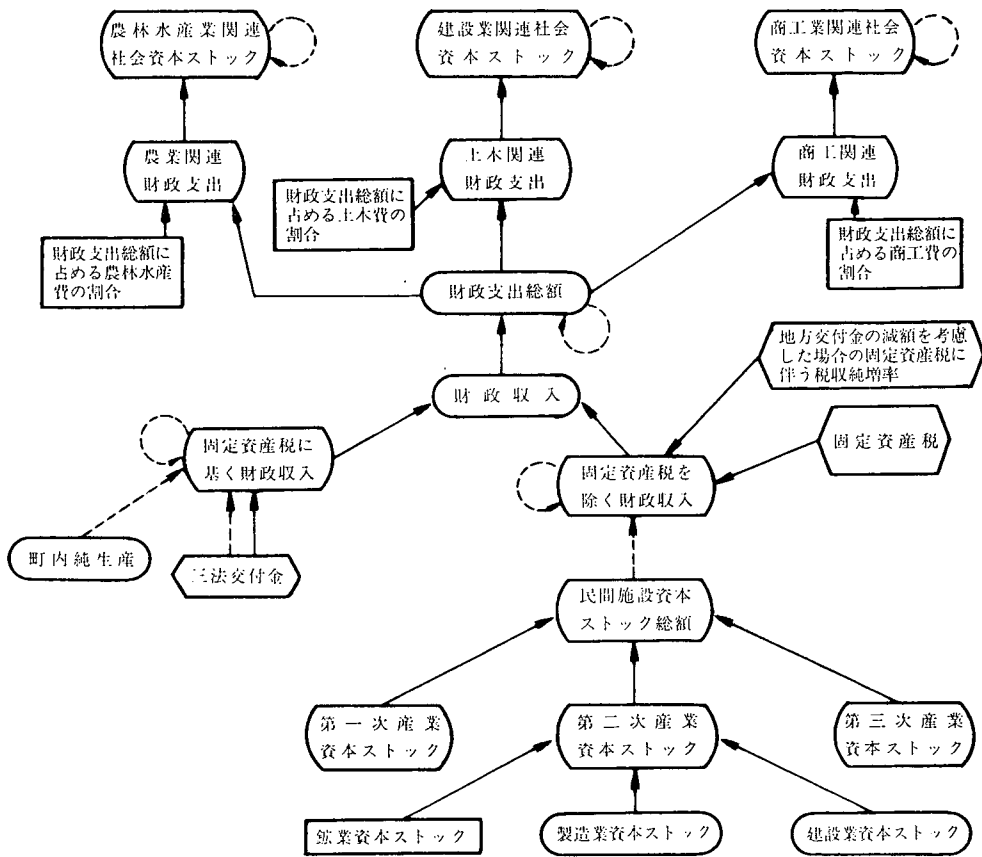 農林水産業関連
社会資本ストック
建設業関連社会
資本ストック
商工業関連社会
資本ストック
農業関連
財政支出
土木関連
財政支出
商工関連
財政支出
財政支出総額に
占める農林水産
費の割合
財政支出総額に
占める土木費の
割合
財政支出総額に
占める商工費の
割合
財政支出総額
地方交付金の減額を考慮
した場合の固定資産税に
伴う税収純増率
財政収入
固定資産税に
基く財政収入
固定資産税を
除く財政収入
固定資産税
町内純生産
三法交付金
民間施設資本
ストック総額
第一次産業
資本ストック
第二次産業
資本ストック
第三次産業
資本ストック
鉱業資本ストック
製造業資本ストック
建設業資本ストック